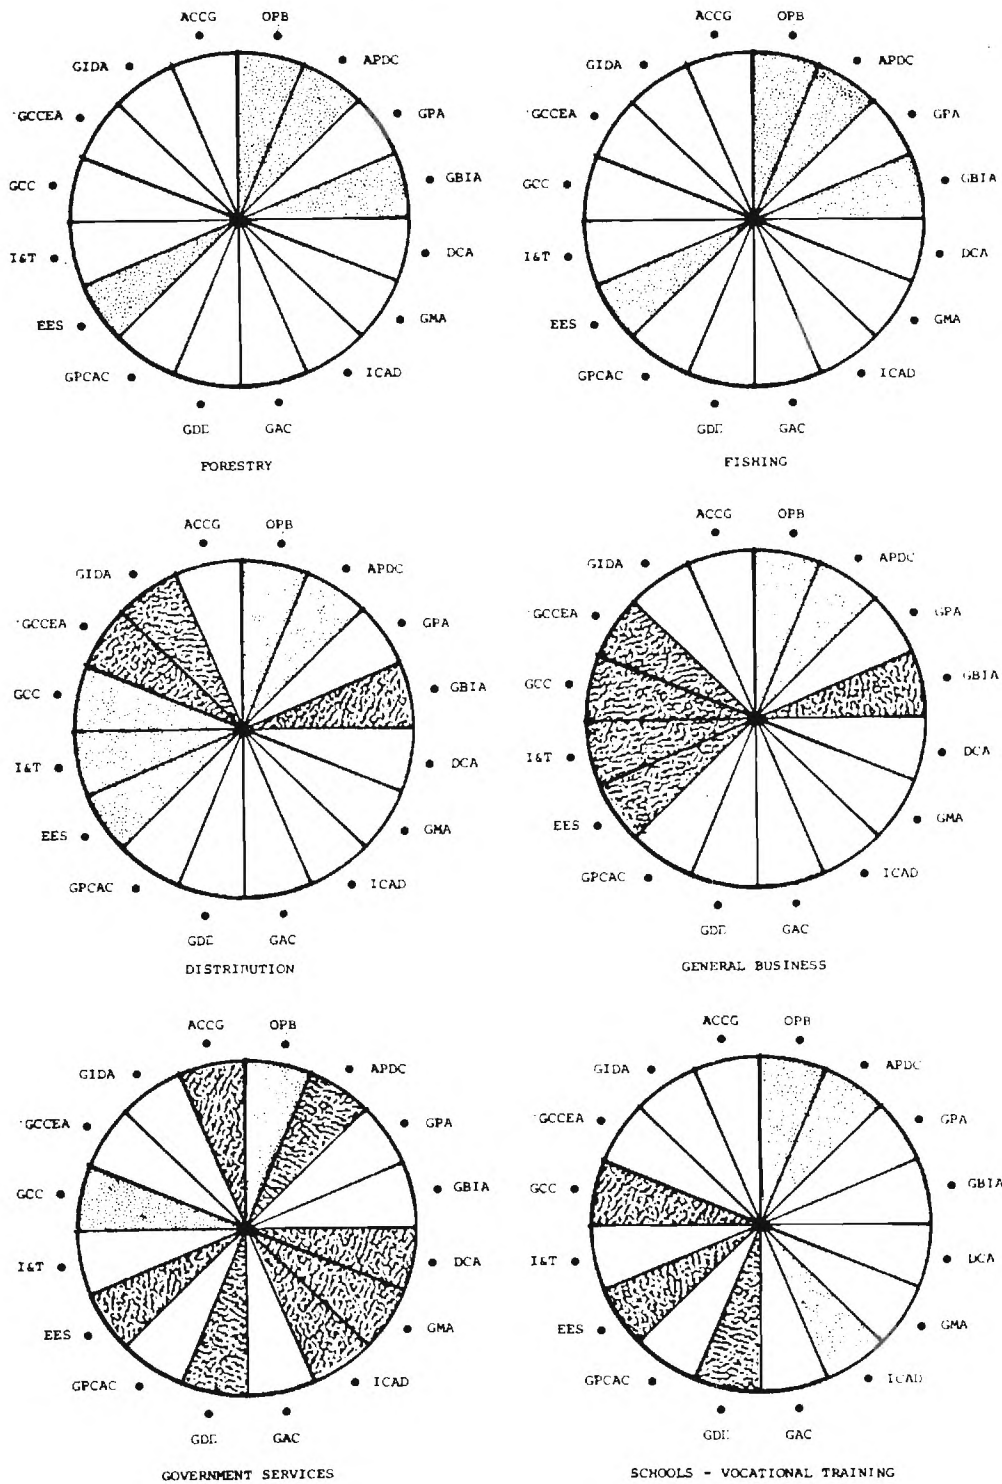 ACCG OPB
GIDA APDC
GCCEA GPA
GCC GBIA
I&T DCA
EES GMA
GPCAC ICAD
GDE GAC
FORESTRY
ACCG OPB
GIDA APDC
GCCEA GPA
GCC GBIA
I&T DCA
EES GMA
GPCAC ICAD
GDE GAC
FISHING
ACCG OPB
GIDA APDC
GCCEA GPA
GCC GBIA
I&T DCA
EES GMA
GPCAC ICAD
GDE GAC
DISTRIBUTION
ACCG OPB
GIDA APDC
GCCEA GPA
GCC GBIA
I&T DCA
EES GMA
GPCAC ICAD
GDE GAC
GENERAL BUSINESS
ACCG OPB
GIDA APDC
GCCEA GPA
GCC GBIA
I&T DCA
EES GMA
GPCAC ICAD
GDE GAC
GOVERNMENT SERVICES
ACCG OPB
GIDA APDC
GCCEA GPA
GCC GBIA
I&T DCA
EES GMA
GPCAC ICAD
GDE GAC
SCHOOLS - VOCATIONAL TRAINING